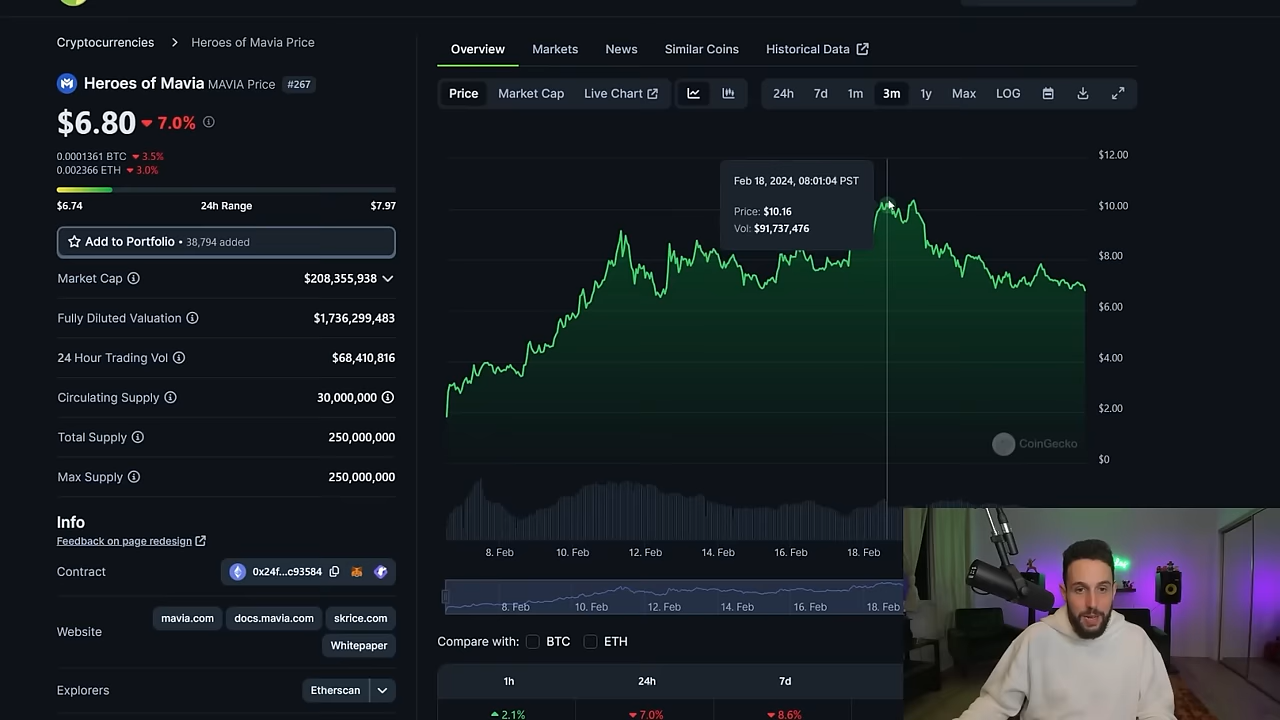 Cryptocurrencies > Heroes of Mavia Price
Heroes of Mavia MAVIA Price #267
$6.80 7.0%
0.0001361 BTC 3.5%
0.002366 ETH 3.0%
$6.74 24h Range $7.97
Add to Portfolio • 38,794 added
Market Cap $208,355,938
Fully Diluted Valuation $1,736,299,483
24 Hour Trading Vol $68,410,816
Circulating Supply 30,000,000
Total Supply 250,000,000
Max Supply 250,000,000
Info
Feedback on page redesign
Contract 0x24f...c93584
Website mavia.com docs.mavia.com skrice.com
Whitepaper
Explorers Etherscan
Overview Markets News Similar Coins Historical Data
Price Market Cap Live Chart 24h 7d 1m 3m 1y Max LOG
Feb 18, 2024, 08:01:04 PST
Price: $10.16
Vol: $91,737,476
$12.00
$10.00
$8.00
$6.00
$4.00
$2.00
$0
CoinGecko
8. Feb 10. Feb 12. Feb 14. Feb 16. Feb 18. Feb
8. Feb 10. Feb 12. Feb 14. Feb 16. Feb 18. Feb
Compare with: BTC ETH
1h 24h 7d
2.1% 7.0% 8.6%